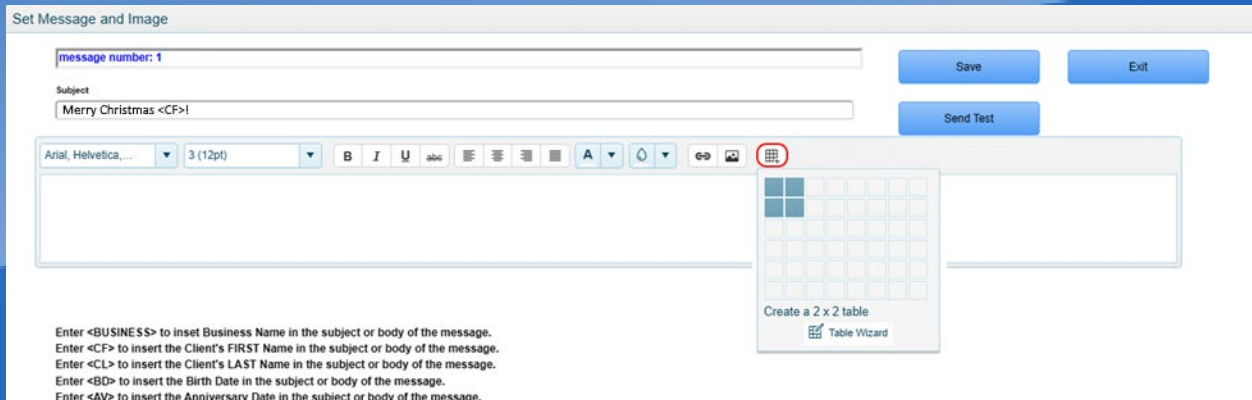 Set Message and Image
message number: 1
Save
Exit
Subject
Merry Christmas <CF>!
Send Test
Arial, Helvetica,...
3 (12pt)
B I U abc A
Create a 2 x 2 table
Table Wizard
Enter <BUSINESS> to inset Business Name in the subject or body of the message.
Enter <CF> to insert the Client's FIRST Name in the subject or body of the message.
Enter <CL> to insert the Client's LAST Name in the subject or body of the message.
Enter <BD> to insert the Birth Date in the subject or body of the message.
Enter <AV> to insert the Anniversary Date in the subject or body of the message.